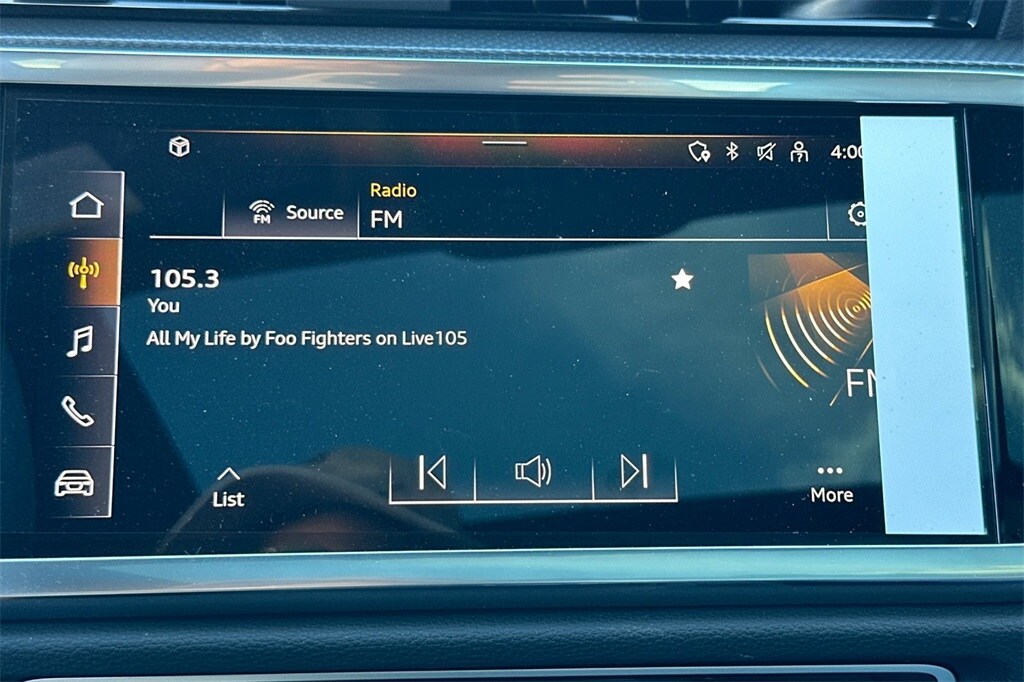 4:00
Radio
FM
Source
FM
105.3
You
All My Life by Foo Fighters on Live105
FM
List
More